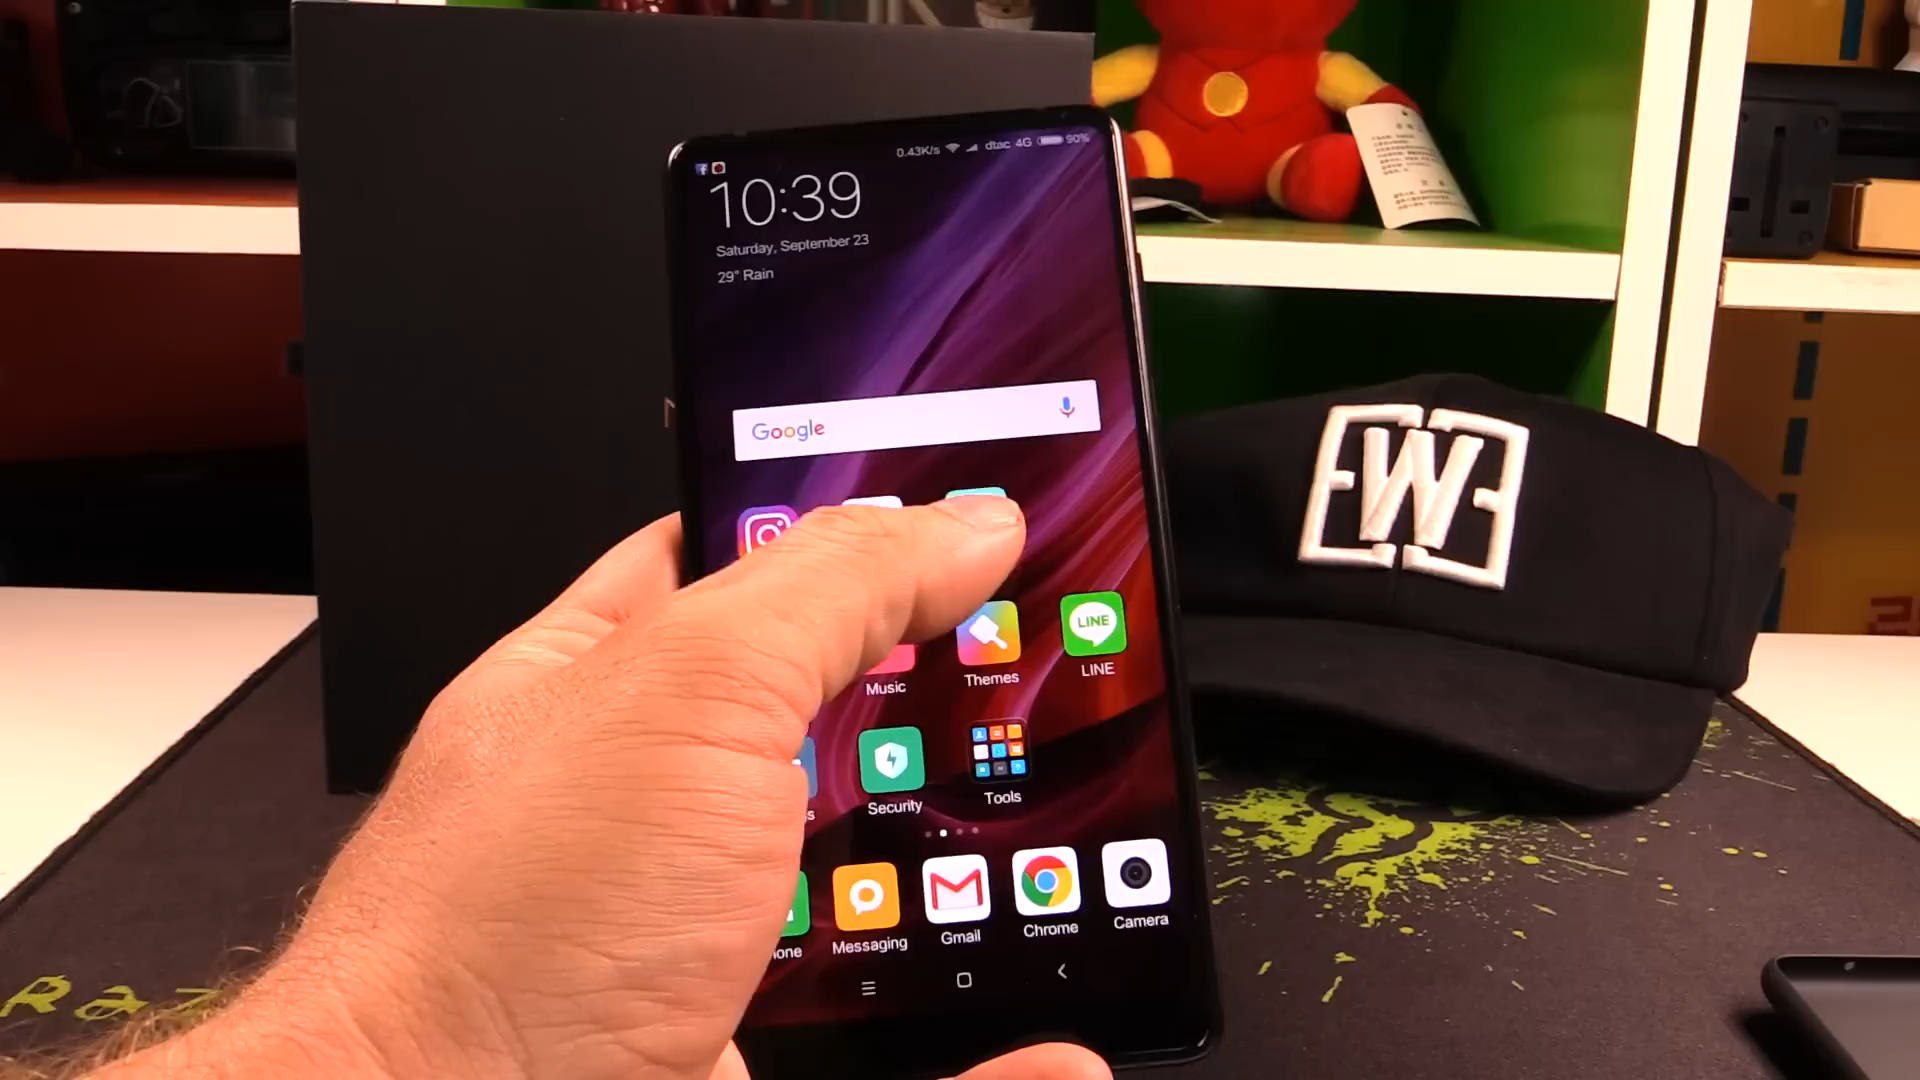 0.43K/s dtac 4G 90%
10:39
Saturday, September 23
29° Rain
Google
LINE
Music
Themes
LINE
Security
Tools
Messaging
Gmail
Chrome
Camera
W
RAZ